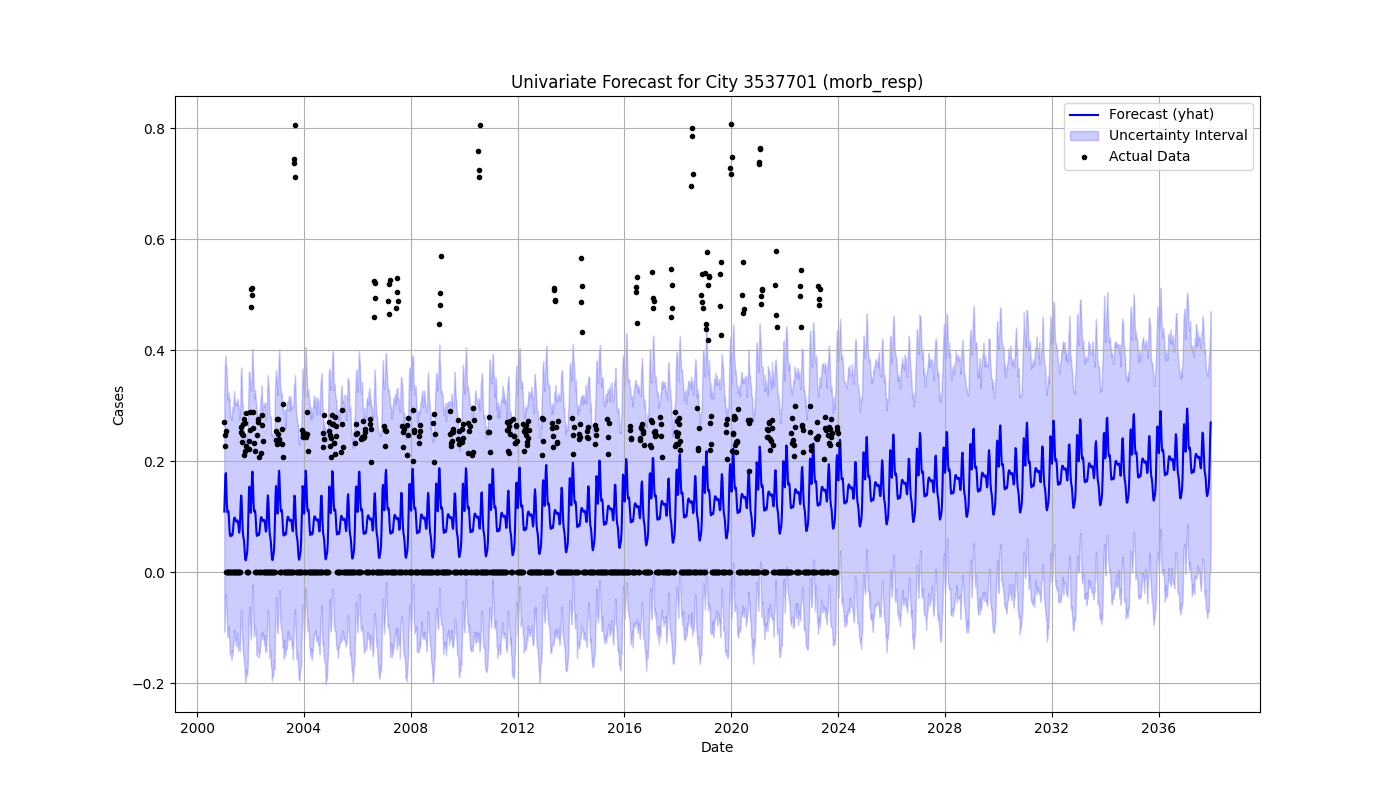 Univariate Forecast for City 3537701 (morb_resp)
Forecast (yhat)
Uncertainty Interval
Actual Data
Cases
0.8
0.6
0.4
0.2
0.0
−0.2
2000 2004 2008 2012 2016 2020 2024 2028 2032 2036
Date